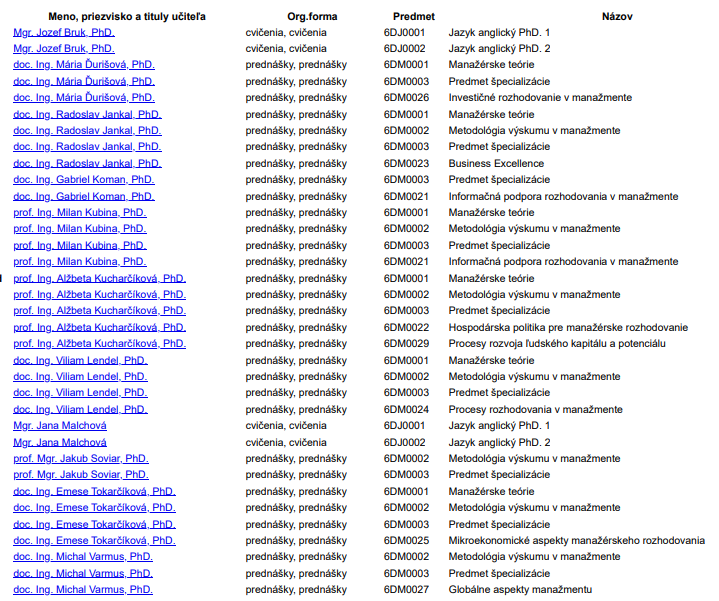 Meno, priezvisko a tituly učiteľa Org.forma Predmet Názov
Mgr. Jozef Bruk, PhD. cvičenia, cvičenia 6DJ0001 Jazyk anglický PhD. 1
Mgr. Jozef Bruk, PhD. cvičenia, cvičenia 6DJ0002 Jazyk anglický PhD. 2
doc. Ing. Mária Ďurišová, PhD. prednášky, prednášky 6DM0001 Manažérske teórie
doc. Ing. Mária Ďurišová, PhD. prednášky, prednášky 6DM0003 Predmet špecializácie
doc. Ing. Mária Ďurišová, PhD. prednášky, prednášky 6DM0026 Investičné rozhodovanie v manažmente
doc. Ing. Radoslav Jankal, PhD. prednášky, prednášky 6DM0001 Manažérske teórie
doc. Ing. Radoslav Jankal, PhD. prednášky, prednášky 6DM0002 Metodológia výskumu v manažmente
doc. Ing. Radoslav Jankal, PhD. prednášky, prednášky 6DM0003 Predmet špecializácie
doc. Ing. Radoslav Jankal, PhD. prednášky, prednášky 6DM0023 Business Excellence
doc. Ing. Gabriel Koman, PhD. prednášky, prednášky 6DM0003 Predmet špecializácie
doc. Ing. Gabriel Koman, PhD. prednášky, prednášky 6DM0021 Informačná podpora rozhodovania v manažmente
prof. Ing. Milan Kubina, PhD. prednášky, prednášky 6DM0001 Manažérske teórie
prof. Ing. Milan Kubina, PhD. prednášky, prednášky 6DM0002 Metodológia výskumu v manažmente
prof. Ing. Milan Kubina, PhD. prednášky, prednášky 6DM0003 Predmet špecializácie
prof. Ing. Milan Kubina, PhD. prednášky, prednášky 6DM0021 Informačná podpora rozhodovania v manažmente
prof. Ing. Alžbeta Kucharčíková, PhD. prednášky, prednášky 6DM0001 Manažérske teórie
prof. Ing. Alžbeta Kucharčíková, PhD. prednášky, prednášky 6DM0002 Metodológia výskumu v manažmente
prof. Ing. Alžbeta Kucharčíková, PhD. prednášky, prednášky 6DM0003 Predmet špecializácie
prof. Ing. Alžbeta Kucharčíková, PhD. prednášky, prednášky 6DM0022 Hospodárska politika pre manažérske rozhodovanie
prof. Ing. Alžbeta Kucharčíková, PhD. prednášky, prednášky 6DM0029 Procesy rozvoja ľudského kapitálu a potenciálu
doc. Ing. Viliam Lendel, PhD. prednášky, prednášky 6DM0001 Manažérske teórie
doc. Ing. Viliam Lendel, PhD. prednášky, prednášky 6DM0002 Metodológia výskumu v manažmente
doc. Ing. Viliam Lendel, PhD. prednášky, prednášky 6DM0003 Predmet špecializácie
doc. Ing. Viliam Lendel, PhD. prednášky, prednášky 6DM0024 Procesy rozhodovania v manažmente
Mgr. Jana Malchová cvičenia, cvičenia 6DJ0001 Jazyk anglický PhD. 1
Mgr. Jana Malchová cvičenia, cvičenia 6DJ0002 Jazyk anglický PhD. 2
prof. Mgr. Jakub Soviar, PhD. prednášky, prednášky 6DM0002 Metodológia výskumu v manažmente
prof. Mgr. Jakub Soviar, PhD. prednášky, prednášky 6DM0003 Predmet špecializácie
doc. Ing. Emese Tokarčíková, PhD. prednášky, prednášky 6DM0001 Manažérske teórie
doc. Ing. Emese Tokarčíková, PhD. prednášky, prednášky 6DM0002 Metodológia výskumu v manažmente
doc. Ing. Emese Tokarčíková, PhD. prednášky, prednášky 6DM0003 Predmet špecializácie
doc. Ing. Emese Tokarčíková, PhD. prednášky, prednášky 6DM0025 Mikroekonomické aspekty manažérskeho rozhodovania
doc. Ing. Michal Varmus, PhD. prednášky, prednášky 6DM0002 Metodológia výskumu v manažmente
doc. Ing. Michal Varmus, PhD. prednášky, prednášky 6DM0003 Predmet špecializácie
doc. Ing. Michal Varmus, PhD. prednášky, prednášky 6DM0027 Globálne aspekty manažmentu